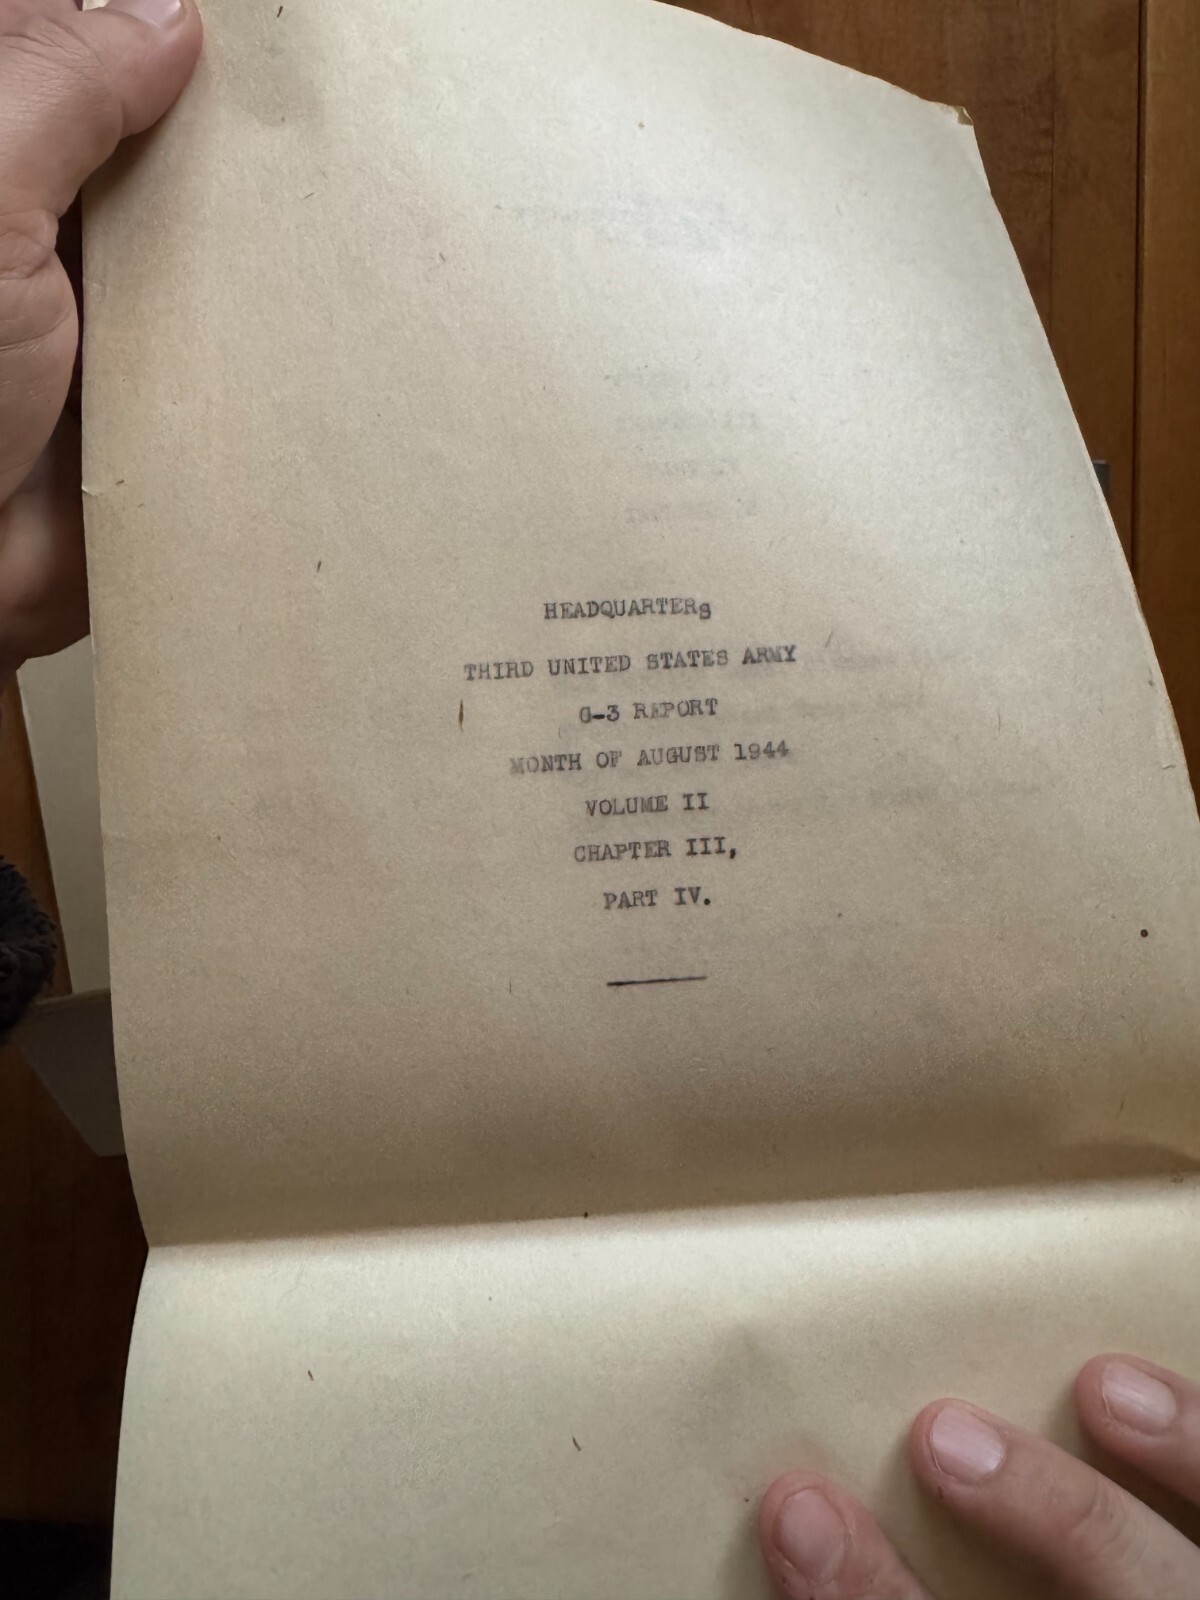 HEADQUARTERs
THIRD UNITED STATES ARMY
G-3 REPORT
MONTH OF AUGUST 1944
VOLUME II
CHAPTER III,
PART IV.